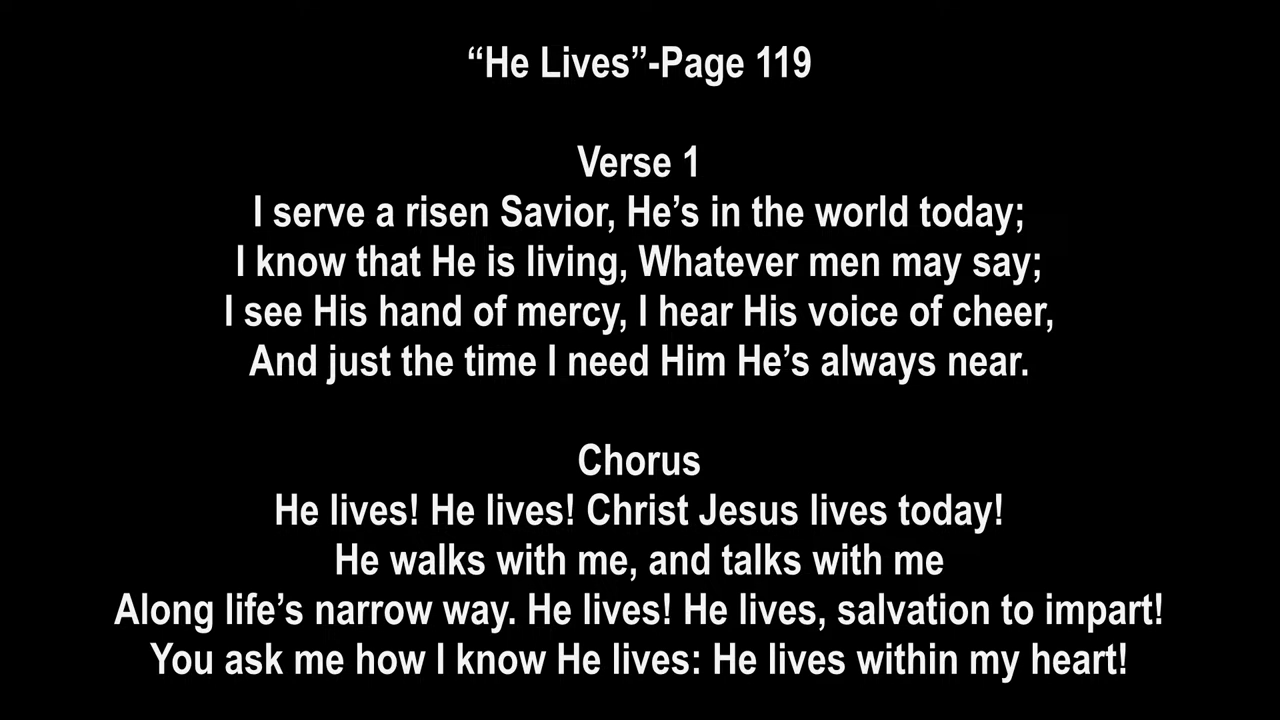 “He Lives”-Page 119
Verse 1
I serve a risen Savior, He’s in the world today;
I know that He is living, Whatever men may say;
I see His hand of mercy, I hear His voice of cheer,
And just the time I need Him He’s always near.
Chorus
He lives! He lives! Christ Jesus lives today!
He walks with me, and talks with me
Along life’s narrow way. He lives! He lives, salvation to impart!
You ask me how I know He lives: He lives within my heart!